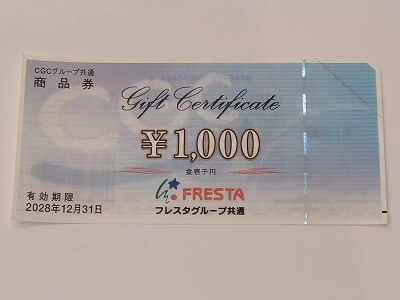 CGCグループ共通
商品券
Gift Certificate
¥1,000
金壱千円
FRESTA
フレスタグループ共通
有効期限
2028年12月31日